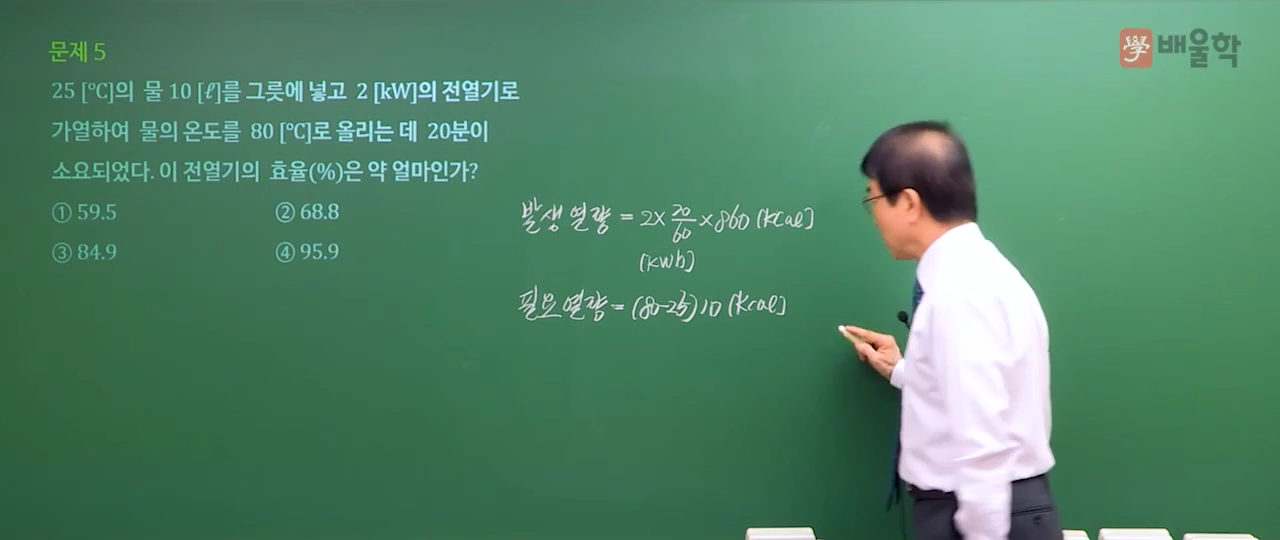 學 배울학
문제 5
25 [℃]의 물 10 [ℓ]를 그릇에 넣고 2 [kW]의 전열기로
가열하여 물의 온도를 80 [℃]로 올리는 데 20분이
소요되었다. 이 전열기의 효율(%)은 약 얼마인가?
① 59.5 ② 68.8
③ 84.9 ④ 95.9
발생열량 = 2× 20/60 ×860 [kcal]
[kwh]
필요열량 = (80-25)10 [kcal]